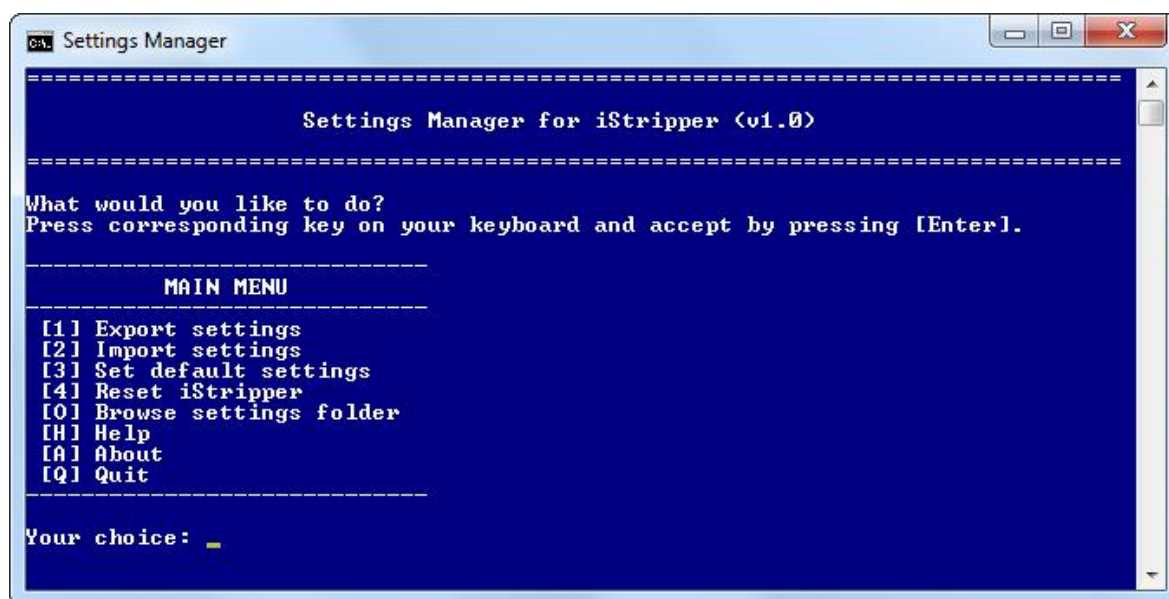 Settings Manager
===============================================================================
Settings Manager for iStripper (v1.0)
===============================================================================
What would you like to do?
Press corresponding key on your keyboard and accept by pressing [Enter].
-----------------------------
MAIN MENU
-----------------------------
[1] Export settings
[2] Import settings
[3] Set default settings
[4] Reset iStripper
[O] Browse settings folder
[H] Help
[A] About
[Q] Quit
-----------------------------
Your choice: _